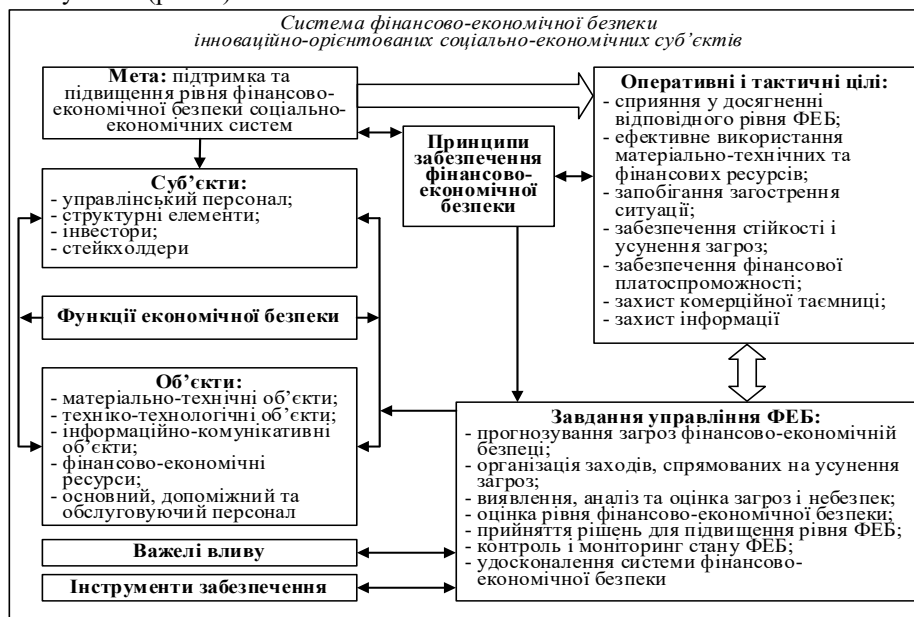 Система фінансово-економічної безпеки
інноваційно-орієнтованих соціально-економічних суб’єктів
Мета: підтримка та
підвищення рівня фінансово-
економічної безпеки соціально-
економічних систем
Принципи
забезпечення
фінансово-
економічної
безпеки
Оперативні і тактичні цілі:
- сприяння у досягненні
відповідного рівня ФЕБ;
- ефективне використання
матеріально-технічних та
фінансових ресурсів;
- запобігання загострення
ситуації;
- забезпечення стійкості і
усунення загроз;
- забезпечення фінансової
платоспроможності;
- захист комерційної таємниці;
- захист інформації
Суб’єкти:
- управлінський персонал;
- структурні елементи;
- інвестори;
- стейкхолдери
Функції економічної безпеки
Об’єкти:
- матеріально-технічні об’єкти;
- техніко-технологічні об’єкти;
- інформаційно-комунікативні
об’єкти;
- фінансово-економічні
ресурси;
- основний, допоміжний та
обслуговуючий персонал
Завдання управління ФЕБ:
- прогнозування загроз фінансово-економічній
безпеці;
- організація заходів, спрямованих на усунення
загроз;
- виявлення, аналіз та оцінка загроз і небезпек;
- оцінка рівня фінансово-економічної безпеки;
- прийняття рішень для підвищення рівня ФЕБ;
- контроль і моніторинг стану ФЕБ;
- удосконалення системи фінансово-
економічної безпеки
Важелі впливу
Інструменти забезпечення